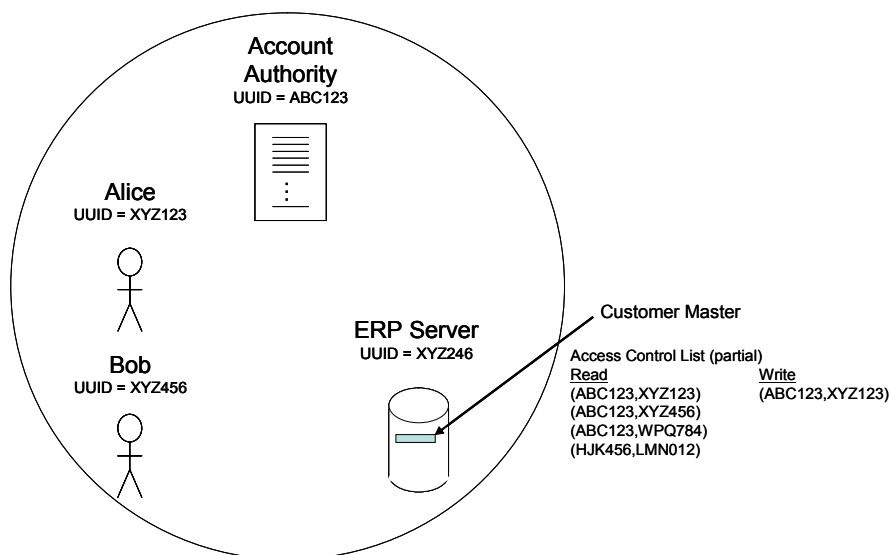 Account
Authority
UUID = ABC123
Alice
UUID = XYZ123
Customer Master
ERP Server
UUID = XYZ246
Bob
UUID = XYZ456
Access Control List (partial)
Read Write
(ABC123,XYZ123) (ABC123,XYZ123)
(ABC123,XYZ456)
(ABC123,WPQ784)
(HJK456,LMN012)